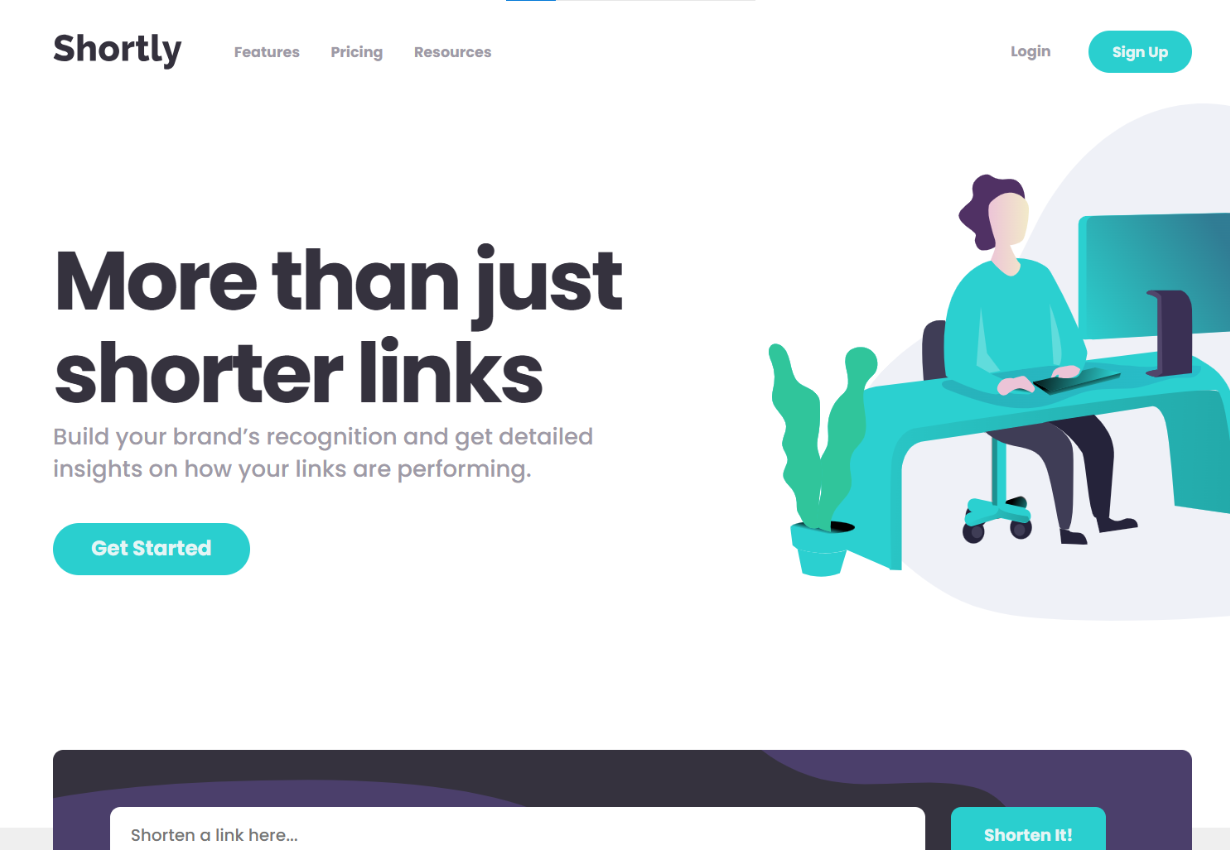 Shortly
Features
Pricing
Resources
Login
Sign Up
More than just
shorter links
Build your brand’s recognition and get detailed
insights on how your links are performing.
Get Started
Shorten a link here...
Shorten It!